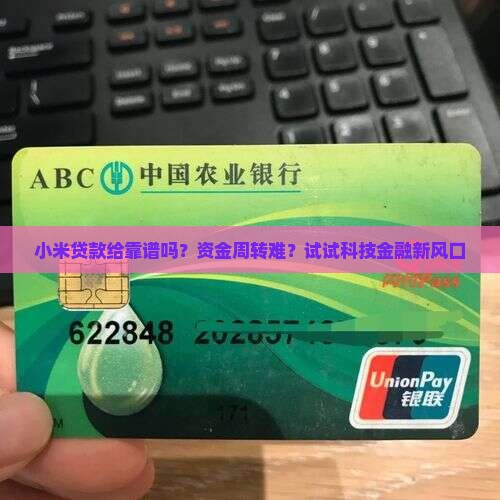 ABC 中国农业银行
小米贷款给靠谱吗？资金周转难？试试科技金融新风口
Pass
622848
UnionPay
银联
171